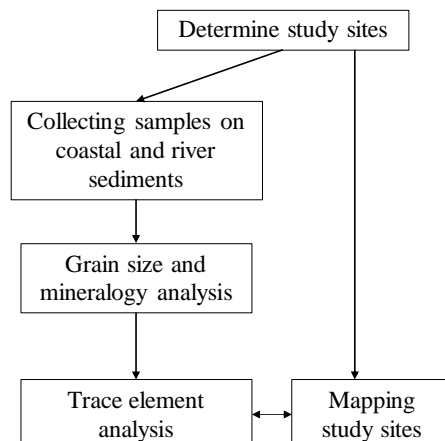 Determine study sites
Collecting samples on
coastal and river
sediments
Grain size and
mineralogy analysis
Trace element
analysis
Mapping
study sites